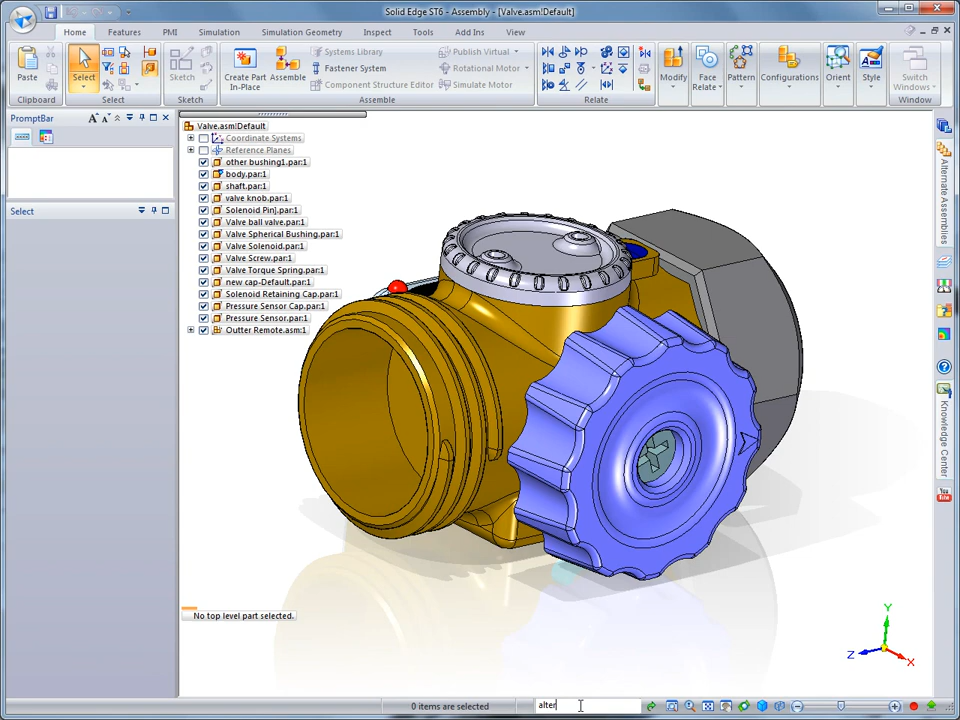 Solid Edge ST6 - Assembly - [Valve.asm!Default]
Home Features PMI Simulation Simulation Geometry Inspect Tools Add Ins View
Paste
Clipboard
Select
Select
Sketch
Sketch
Create Part In-Place
Assemble
Systems Library
Fastener System
Component Structure Editor
Publish Virtual
Rotational Motor
Simulate Motor
Assemble
Relate
Modify
Face Relate
Pattern
Configurations
Orient
Style
Switch Windows
Window
PromptBar
Select
Valve.asm!Default
Coordinate Systems
Reference Planes
other bushing1.par:1
body.par:1
shaft.par:1
valve knob.par:1
Solenoid Pin].par:1
Valve ball valve.par:1
Valve Spherical Bushing.par:1
Valve Solenoid.par:1
Valve Screw.par:1
Valve Torque Spring.par:1
new cap-Default.par:1
Solenoid Retaining Cap.par:1
Pressure Sensor Cap.par:1
Pressure Sensor.par:1
Outter Remote.asm:1
No top level part selected.
Alternate Assemblies
Knowledge Center
You Tube
Y
Z
X
0 items are selected
alter